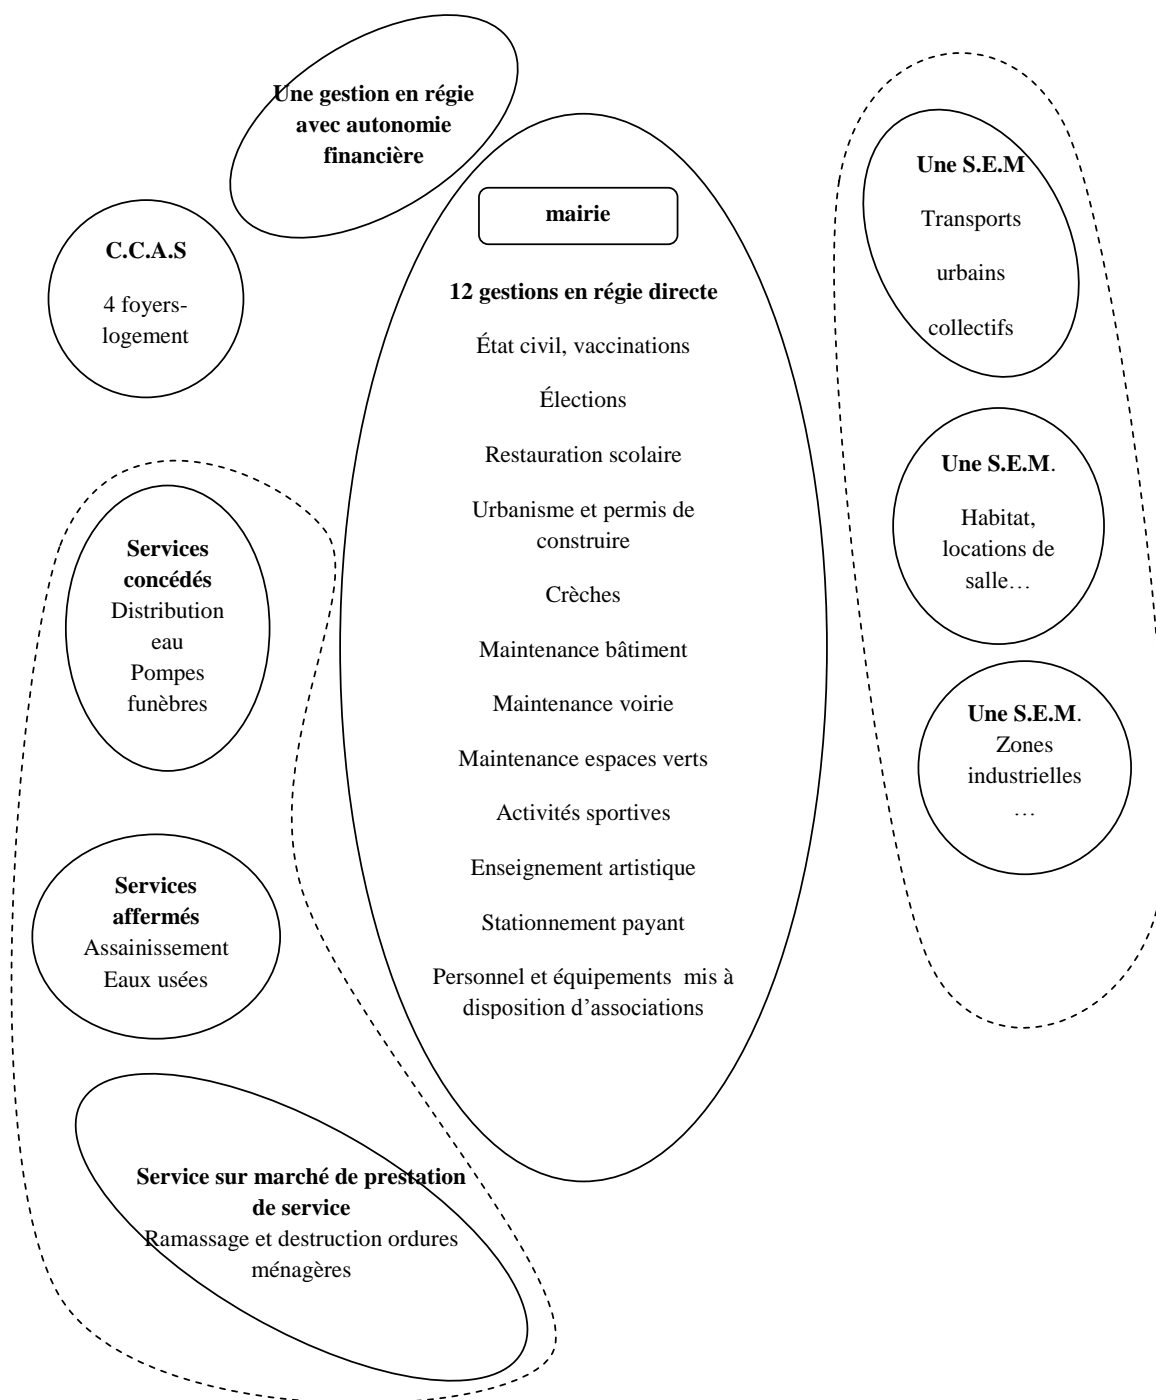 Une gestion en régie
avec autonomie
financière
mairie
12 gestions en régie directe
État civil, vaccinations
Élections
Restauration scolaire
Urbanisme et permis de
construire
Crèches
Maintenance bâtiment
Maintenance voirie
Maintenance espaces verts
Activités sportives
Enseignement artistique
Stationnement payant
Personnel et équipements  mis à
disposition d’associations
C.C.A.S
4 foyers-
logement
Services
concédés
Distribution
eau
Pompes
funèbres
Services
affermés
Assainissement
Eaux usées
Service sur marché de prestation
de service
Ramassage et destruction ordures
ménagères
Une S.E.M
Transports
urbains
collectifs
Une S.E.M.
Habitat,
locations de
salle…
Une S.E.M.
Zones
industrielles
…